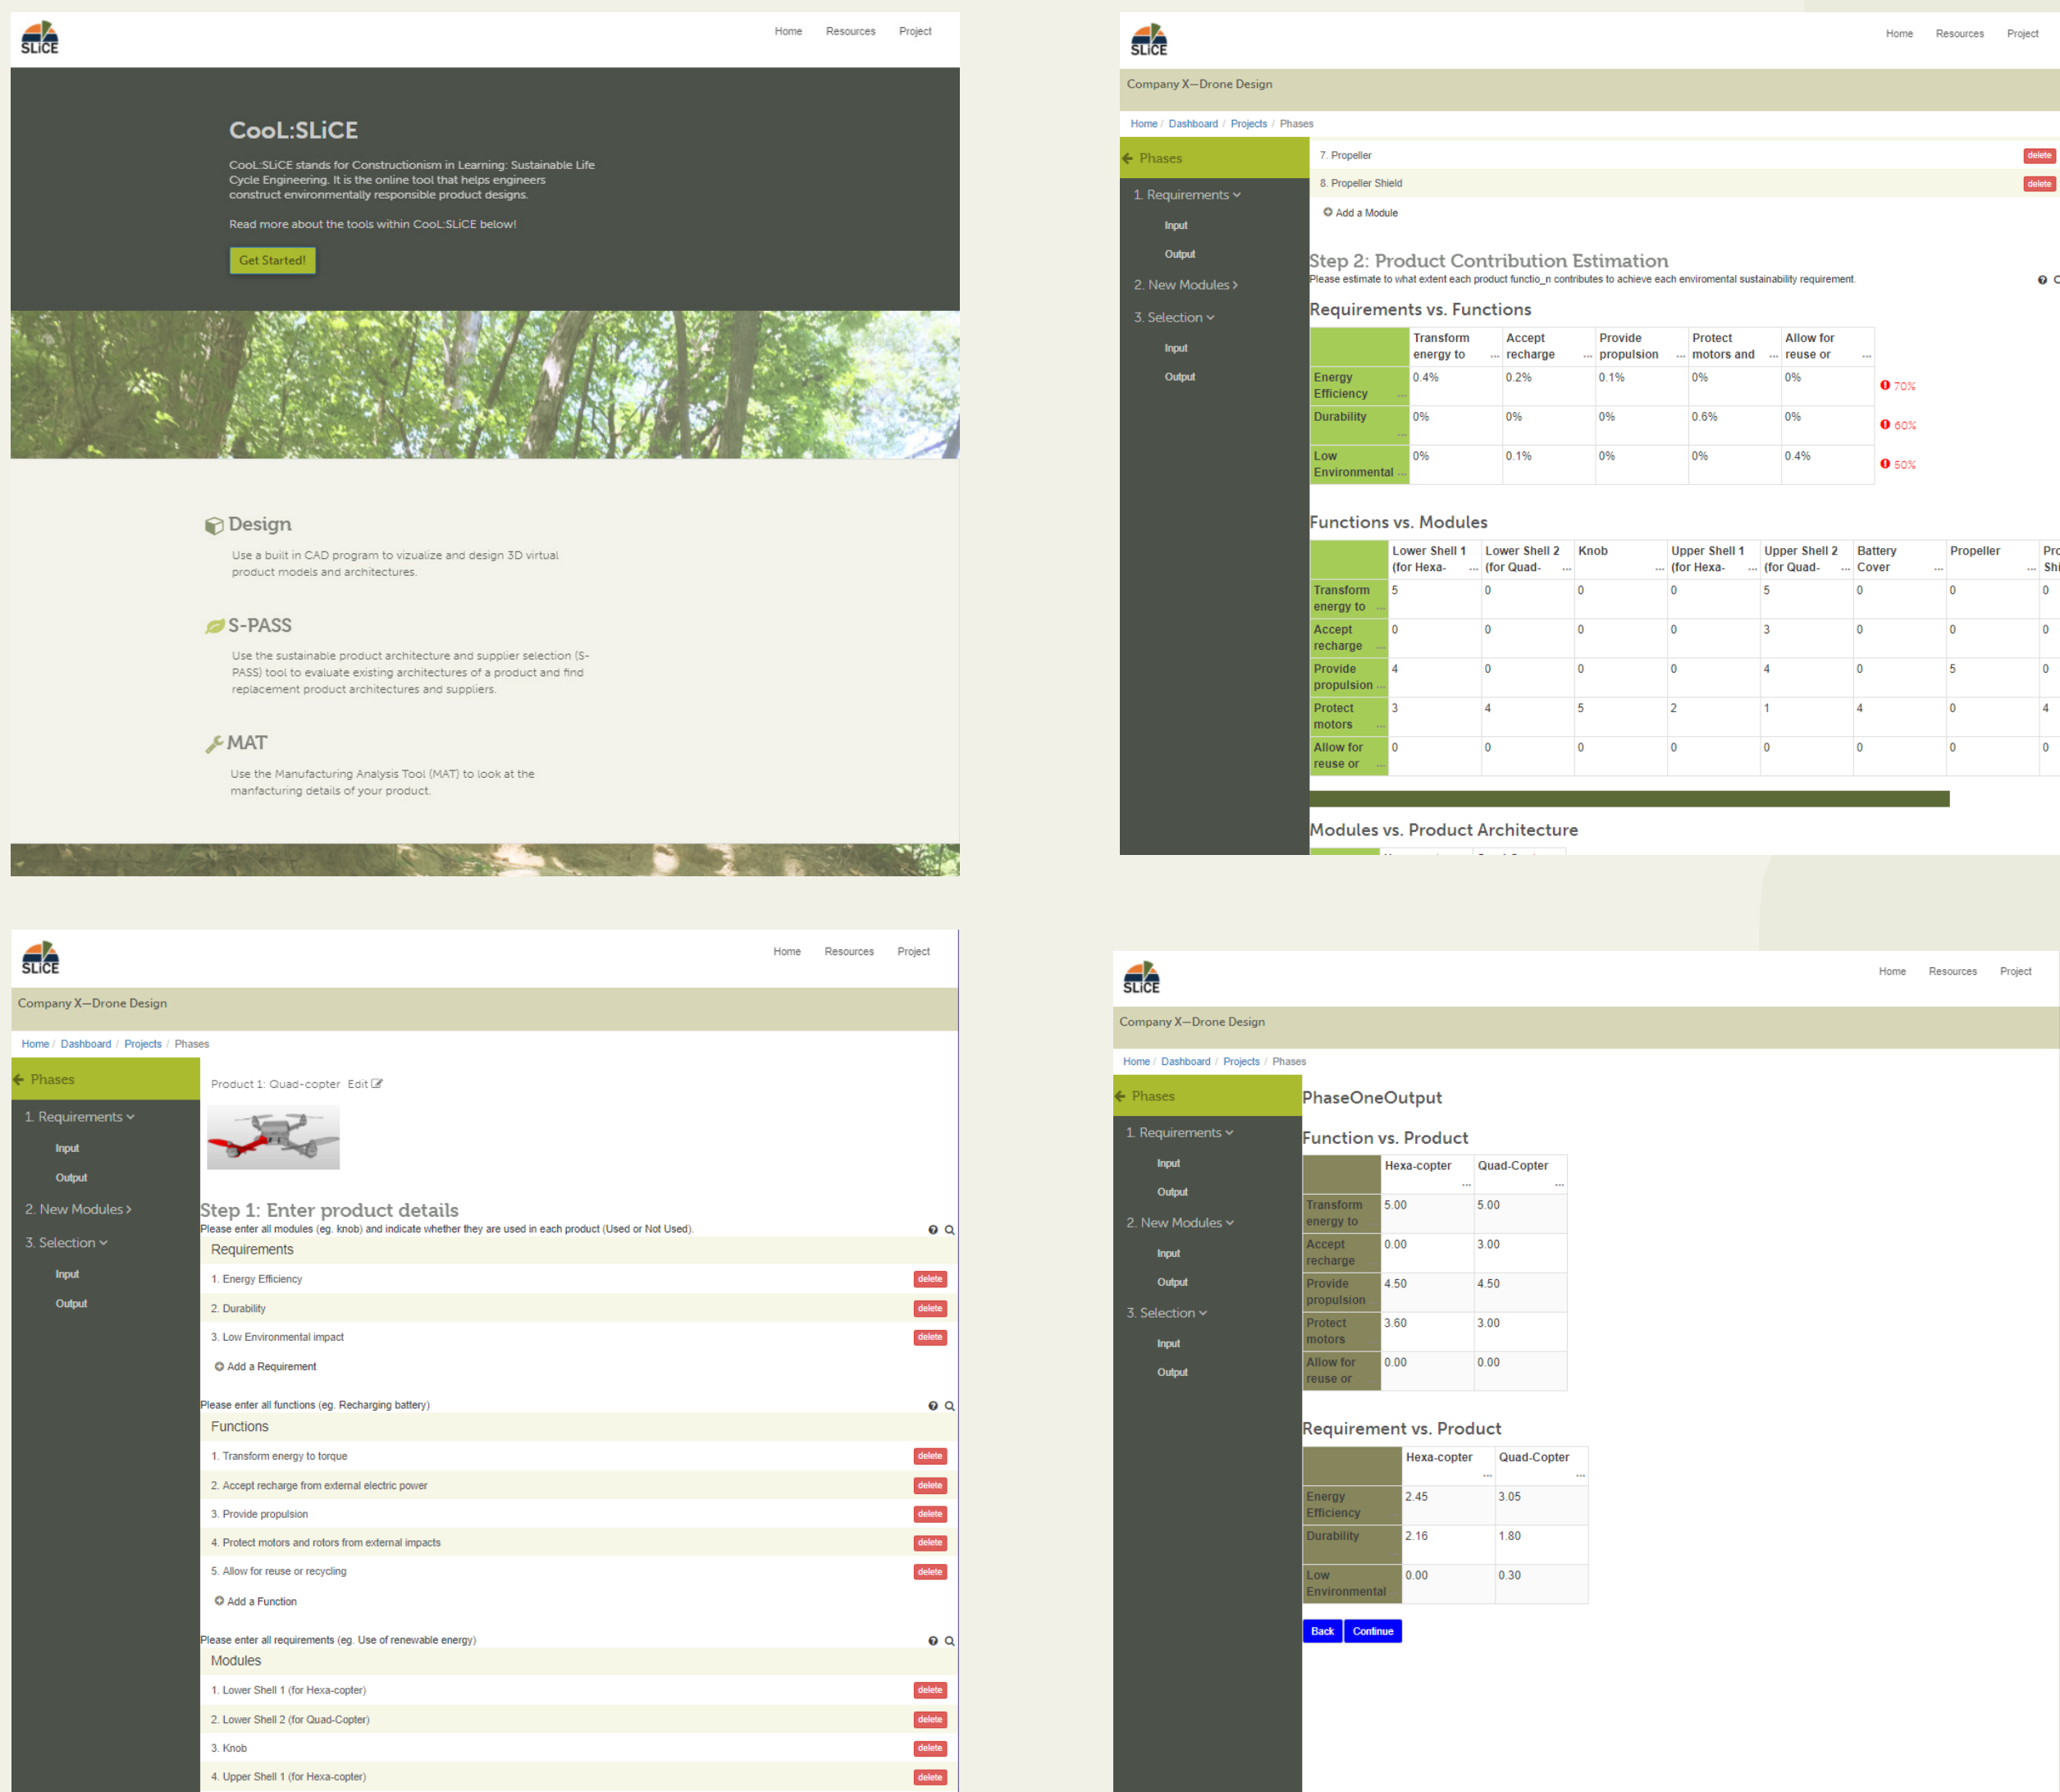 SLiCE
Home Resources Project
CooL:SLiCE
CooL:SLiCE stands for Constructionism in Learning: Sustainable Life
Cycle Engineering. It is the online tool that helps engineers
construct environmentally responsible product designs.
Read more about the tools within CooL:SLiCE below!
Get Started!
Design
Use a built in CAD program to vizualize and design 3D virtual
product models and architectures.
S-PASS
Use the sustainable product architecture and supplier selection (S-
PASS) tool to evaluate existing architectures of a product and find
replacement product architectures and suppliers.
MAT
Use the Manufacturing Analysis Tool (MAT) to look at the
manfacturing details of your product.
SLiCE
Home Resources Project
Company X—Drone Design
Home / Dashboard / Projects / Phases
Phases
1. Requirements
Input
Output
2. New Modules
3. Selection
Input
Output
7. Propeller delete
8. Propeller Shield delete
Add a Module
Step 2: Product Contribution Estimation
Please estimate to what extent each product functio_n contributes to achieve each enviromental sustainability requirement.
Requirements vs. Functions
Transform energy to ... Accept recharge ... Provide propulsion ... Protect motors and ... Allow for reuse or ...
Energy Efficiency ... 0.4% 0.2% 0.1% 0% 0% 70%
Durability ... 0% 0% 0% 0.6% 0% 60%
Low Environmental ... 0% 0.1% 0% 0% 0.4% 50%
Functions vs. Modules
Lower Shell 1 (for Hexa- ... Lower Shell 2 (for Quad- ... Knob ... Upper Shell 1 (for Hexa- ... Upper Shell 2 (for Quad- ... Battery Cover ... Propeller ...
Transform energy to ... 5 0 0 0 5 0 0 0
Accept recharge ... 0 0 0 0 3 0 0 0
Provide propulsion ... 4 0 0 0 4 0 5 0
Protect motors ... 3 4 5 2 1 4 0 4
Allow for reuse or ... 0 0 0 0 0 0 0 0
Modules vs. Product Architecture
SLiCE
Home Resources Project
Company X—Drone Design
Home / Dashboard / Projects / Phases
Phases
1. Requirements
Input
Output
2. New Modules
3. Selection
Input
Output
Product 1: Quad-copter Edit
Step 1: Enter product details
Please enter all modules (eg. knob) and indicate whether they are used in each product (Used or Not Used).
Requirements
1. Energy Efficiency delete
2. Durability delete
3. Low Environmental impact delete
Add a Requirement
Please enter all functions (eg. Recharging battery)
Functions
1. Transform energy to torque delete
2. Accept recharge from external electric power delete
3. Provide propulsion delete
4. Protect motors and rotors from external impacts delete
5. Allow for reuse or recycling delete
Add a Function
Please enter all requirements (eg. Use of renewable energy)
Modules
1. Lower Shell 1 (for Hexa-copter) delete
2. Lower Shell 2 (for Quad-Copter) delete
3. Knob delete
4. Upper Shell 1 (for Hexa-copter) delete
SLiCE
Home Resources Project
Company X—Drone Design
Home / Dashboard / Projects / Phases
Phases
1. Requirements
Input
Output
2. New Modules
Input
Output
3. Selection
Input
Output
PhaseOneOutput
Function vs. Product
Hexa-copter ... Quad-Copter ...
Transform energy to 5.00 5.00
Accept recharge 0.00 3.00
Provide propulsion 4.50 4.50
Protect motors 3.60 3.00
Allow for reuse or 0.00 0.00
Requirement vs. Product
Hexa-copter ... Quad-Copter ...
Energy Efficiency 2.45 3.05
Durability 2.16 1.80
Low Environmental 0.00 0.30
Back Continue